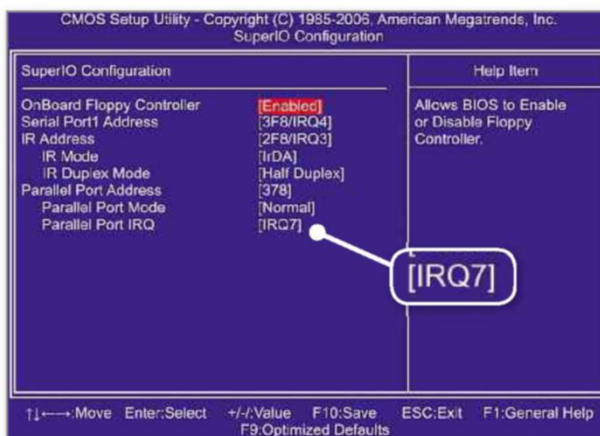 CMOS Setup Utility - Copyright (C) 1985-2006, American Megatrends, Inc.
SuperIO Configuration
SuperIO Configuration
Help Item
OnBoard Floppy Controller [Enabled]
Serial Port1 Address [3F8/IRQ4]
IR Address [2F8/IRQ3]
IR Mode [IrDA]
IR Duplex Mode [Half Duplex]
Parallel Port Address [378]
Parallel Port Mode [Normal]
Parallel Port IRQ [IRQ7]
Allows BIOS to Enable
or Disable Floppy
Controller.
[IRQ7]
↑↓←→:Move Enter:Select +/-/:Value F10:Save ESC:Exit F1:General Help
F9:Optimized Defaults